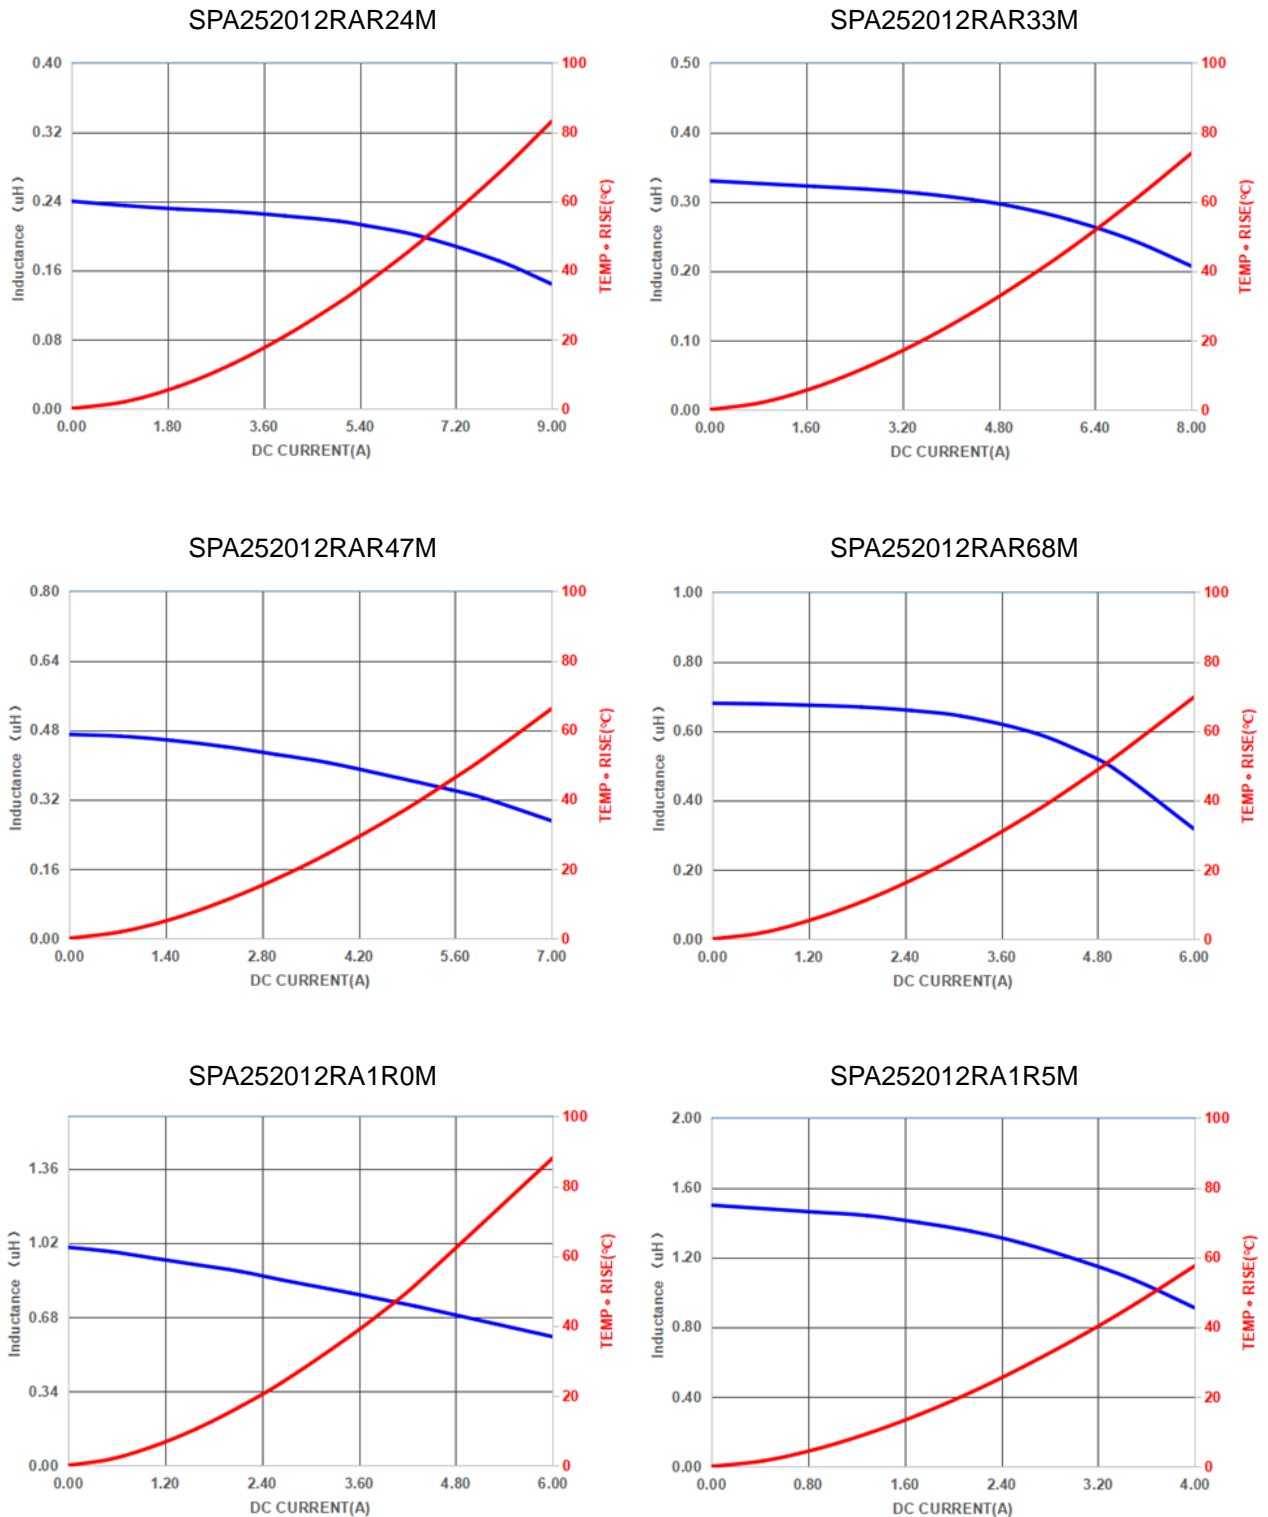 SPA252012RAR24M
0.40
0.32
0.24
0.16
0.08
0.00
Inductance (uH)
100
80
60
40
20
0
TEMP∘RISE(℃)
0.00 1.80 3.60 5.40 7.20 9.00
DC CURRENT(A)
SPA252012RAR33M
0.50
0.40
0.30
0.20
0.10
0.00
Inductance (uH)
100
80
60
40
20
0
TEMP∘RISE(℃)
0.00 1.60 3.20 4.80 6.40 8.00
DC CURRENT(A)
SPA252012RAR47M
0.80
0.64
0.48
0.32
0.16
0.00
Inductance (uH)
100
80
60
40
20
0
TEMP∘RISE(℃)
0.00 1.40 2.80 4.20 5.60 7.00
DC CURRENT(A)
SPA252012RAR68M
1.00
0.80
0.60
0.40
0.20
0.00
Inductance (uH)
100
80
60
40
20
0
TEMP∘RISE(℃)
0.00 1.20 2.40 3.60 4.80 6.00
DC CURRENT(A)
SPA252012RA1R0M
1.36
1.02
0.68
0.34
0.00
Inductance (uH)
100
80
60
40
20
0
TEMP∘RISE(℃)
0.00 1.20 2.40 3.60 4.80 6.00
DC CURRENT(A)
SPA252012RA1R5M
2.00
1.60
1.20
0.80
0.40
0.00
Inductance (uH)
100
80
60
40
20
0
TEMP∘RISE(℃)
0.00 0.80 1.60 2.40 3.20 4.00
DC CURRENT(A)